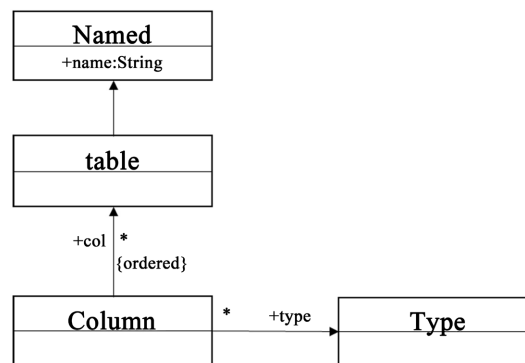 Named
+name:String
table
+col *
{ordered}
Column
* +type
Type